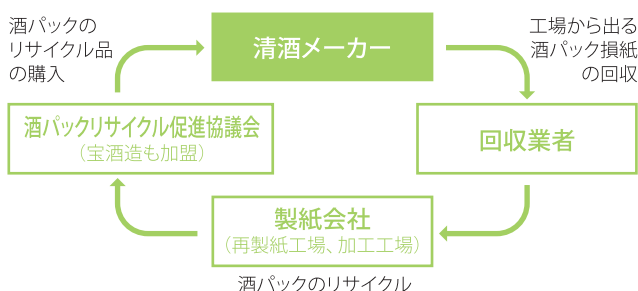 酒パックの
リサイクル品
の購入
清酒メーカー
工場から出る
酒パック損紙
の回収
酒パックリサイクル促進協議会
（宝酒造も加盟）
回収業者
製紙会社
（再製紙工場、加工工場）
酒パックのリサイクル